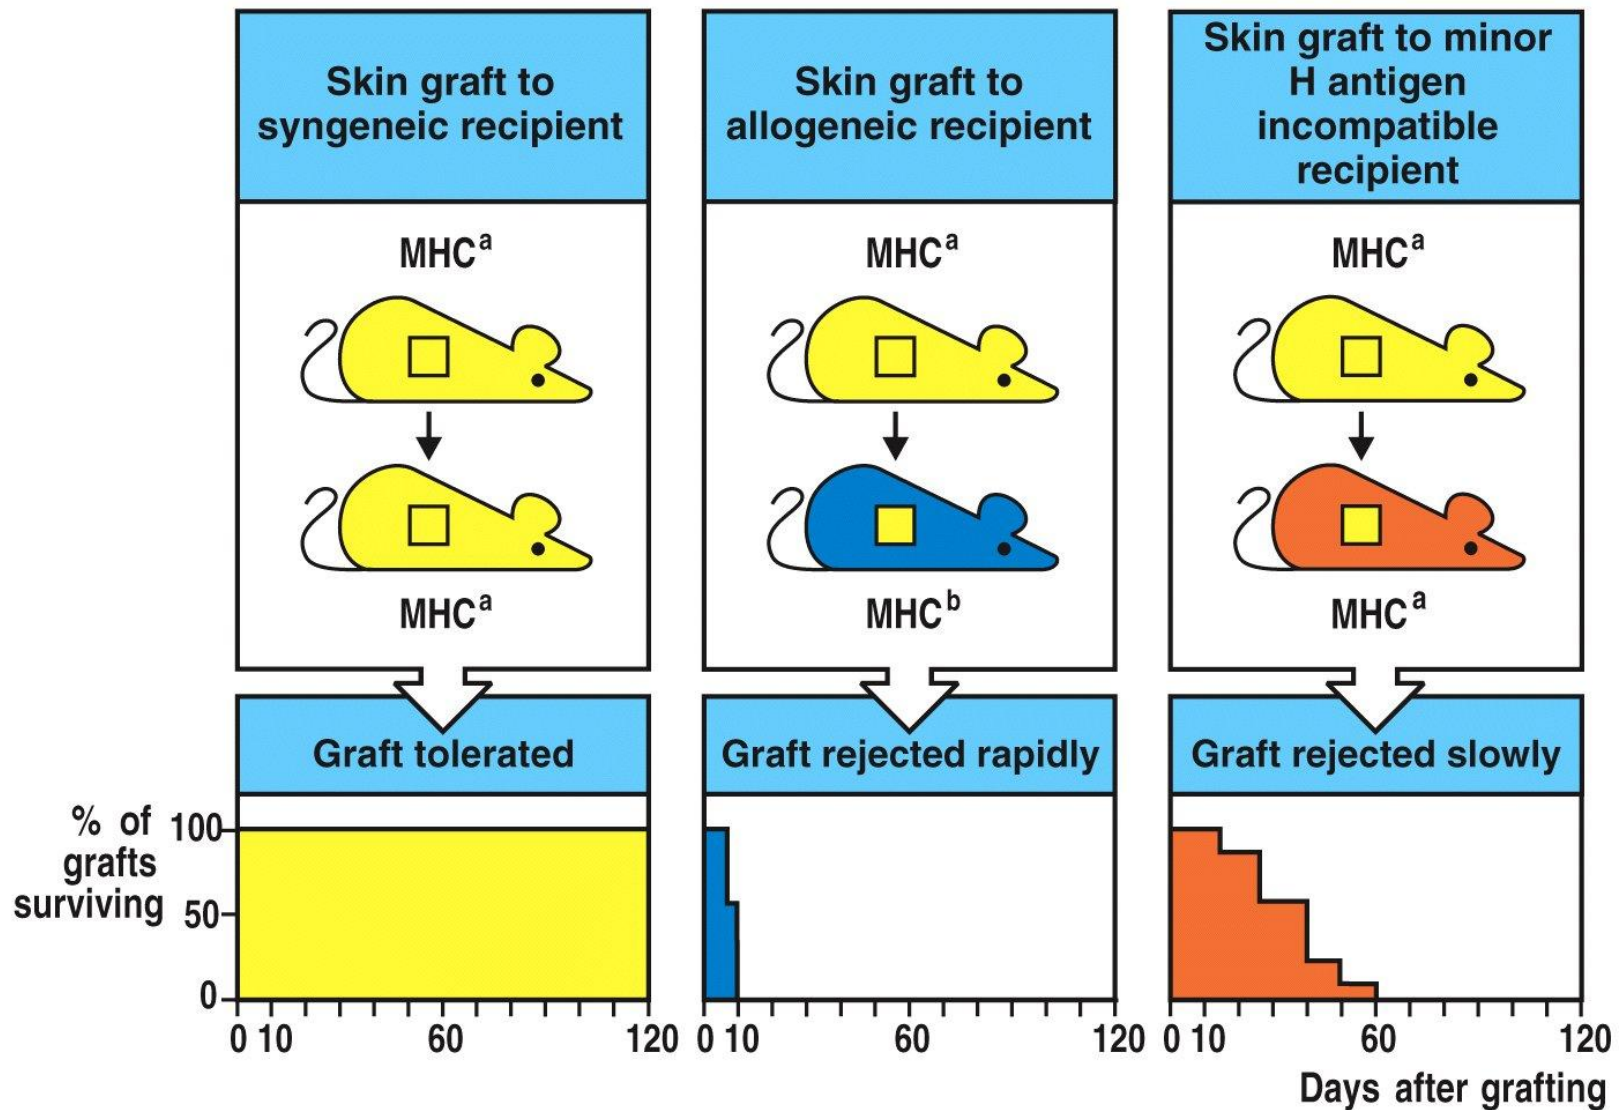 Skin graft to
syngeneic recipient
MHCa
MHCa
Graft tolerated
Skin graft to
allogeneic recipient
MHCa
MHCb
Graft rejected rapidly
Skin graft to minor
H antigen
incompatible
recipient
MHCa
MHCa
Graft rejected slowly
% of
grafts
surviving
100
50
0
0 10 60 120
0 10 60 120
0 10 60 120
Days after grafting